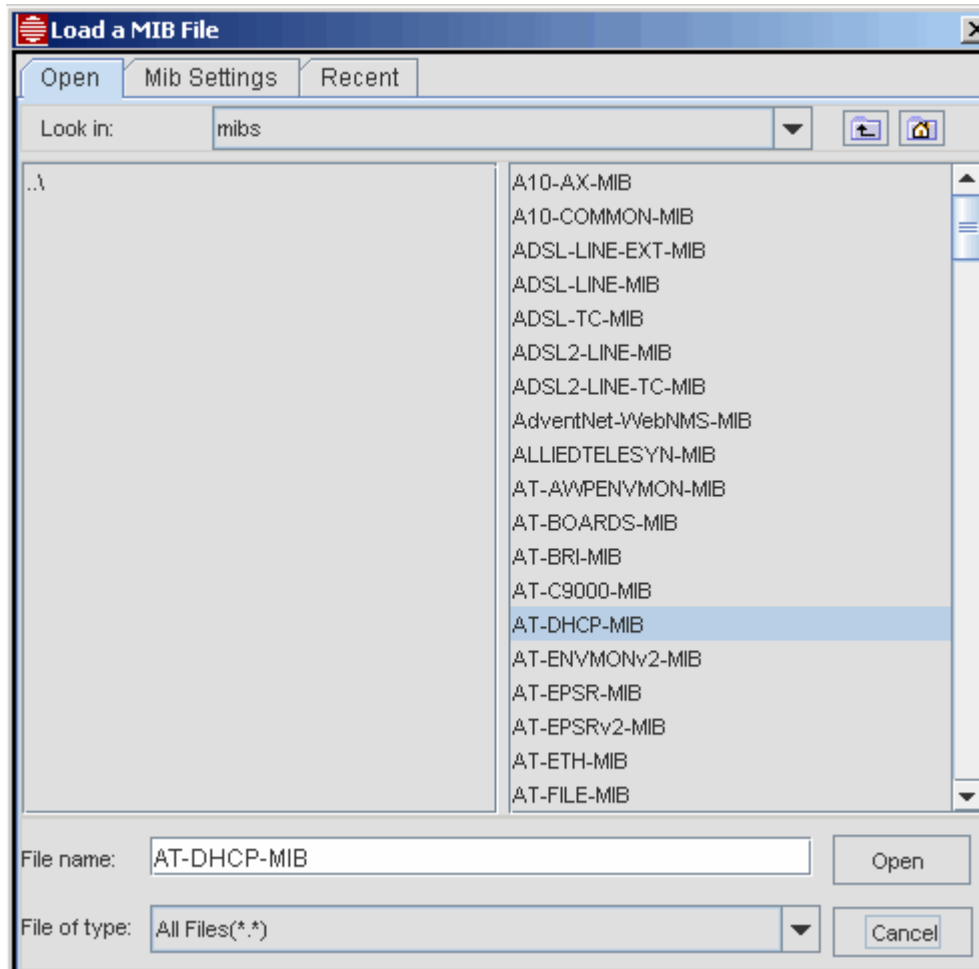 Load a MIB File
Open Mib Settings Recent
Look in: mibs
..\
A10-AX-MIB
A10-COMMON-MIB
ADSL-LINE-EXT-MIB
ADSL-LINE-MIB
ADSL-TC-MIB
ADSL2-LINE-MIB
ADSL2-LINE-TC-MIB
AdventNet-WebNMS-MIB
ALLIEDTELESYN-MIB
AT-AWPENVMON-MIB
AT-BOARDS-MIB
AT-BRI-MIB
AT-C9000-MIB
AT-DHCP-MIB
AT-ENVMONv2-MIB
AT-EPSR-MIB
AT-EPSRv2-MIB
AT-ETH-MIB
AT-FILE-MIB
File name: AT-DHCP-MIB Open
File of type: All Files(*.*) Cancel